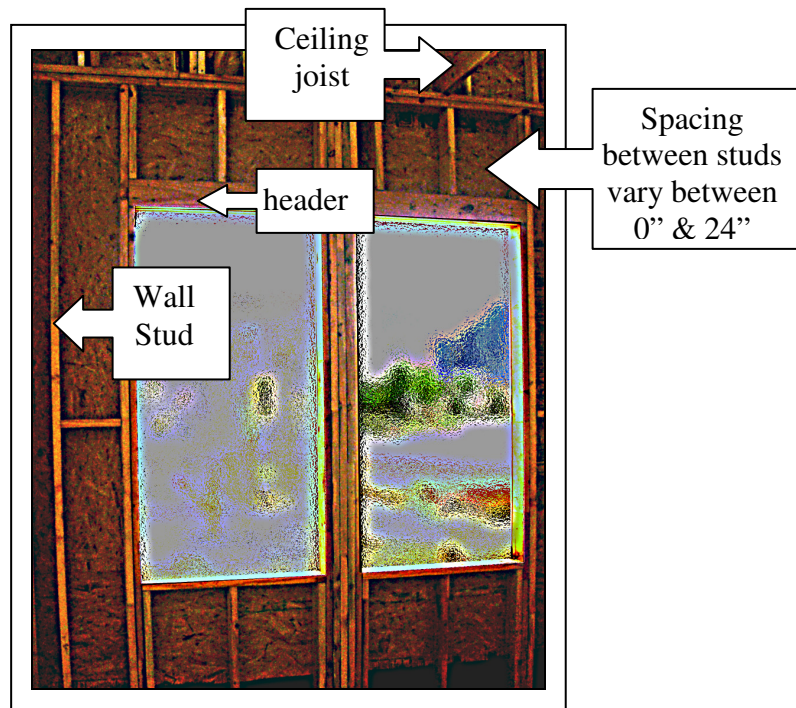 Ceiling
joist
Spacing
between studs
vary between
0” & 24”
header
Wall
Stud